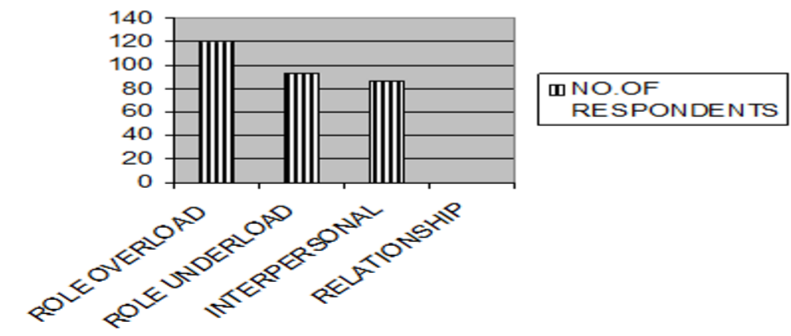 140
120
100
80
60
40
20
0
ROLE OVERLOAD
ROLE UNDERLOAD
INTERPERSONAL
RELATIONSHIP
NO.OF
RESPONDENTS